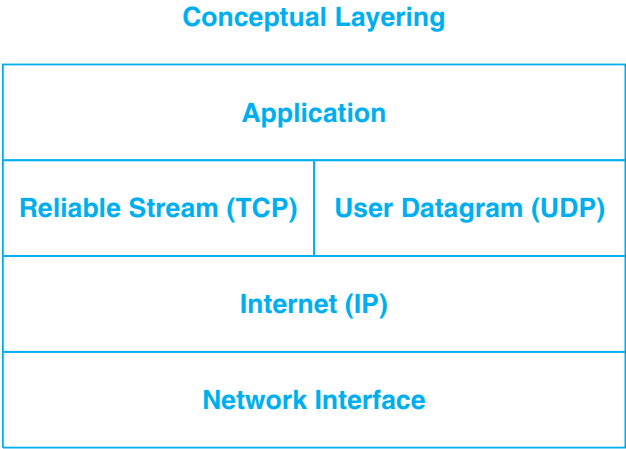 Conceptual Layering
Application
Reliable Stream (TCP)
User Datagram (UDP)
Internet (IP)
Network Interface